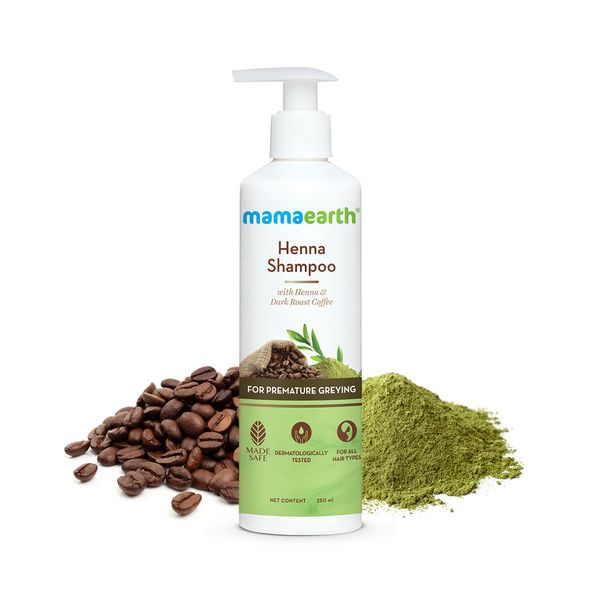 mamaearth®
Henna
Shampoo
with Henna &
Dark Roast Coffee
FOR PREMATURE GREYING
MADE
SAFE
DERMATOLOGICALLY
TESTED
FOR ALL
HAIR TYPES
NET CONTENT 250 ml